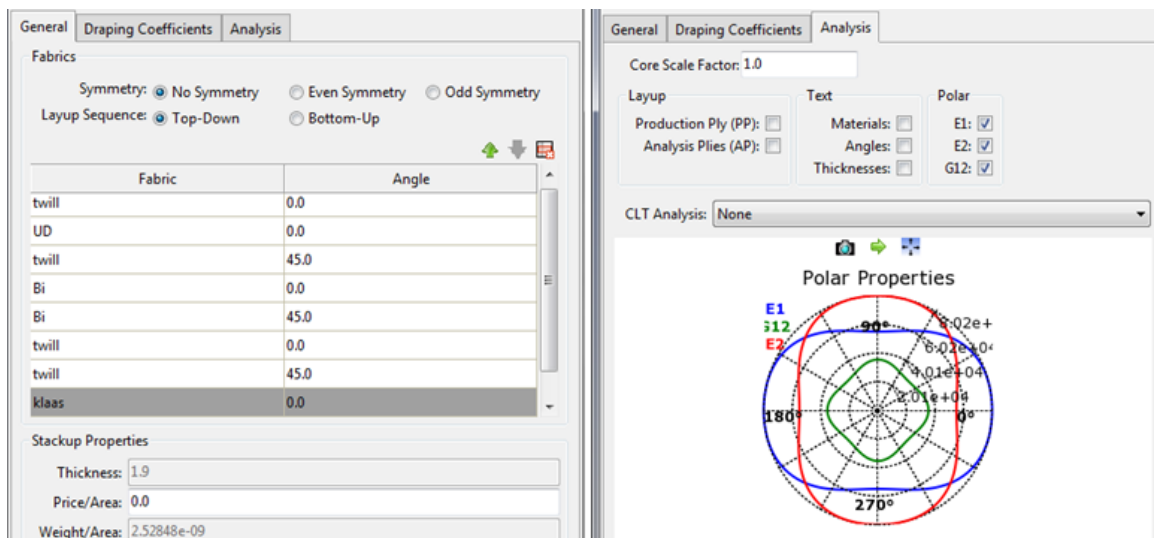 General Draping Coefficients Analysis
Fabrics
Symmetry: No Symmetry Even Symmetry Odd Symmetry
Layup Sequence: Top-Down Bottom-Up
Fabric Angle
twill 0.0
UD 0.0
twill 45.0
Bi 0.0
Bi 45.0
twill 0.0
twill 45.0
klaas 0.0
Stackup Properties
Thickness: 1.9
Price/Area: 0.0
Weight/Area: 2.52848e-09
General Draping Coefficients Analysis
Core Scale Factor: 1.0
Layup Text Polar
Production Ply (PP): Materials: E1:
Analysis Plies (AP): Angles: E2:
Thicknesses: G12:
CLT Analysis: None
Polar Properties
E1
G12
E2
90°
8.02e+
6.02e+04
4.01e+04
2.01e+04
180° 0°
270°